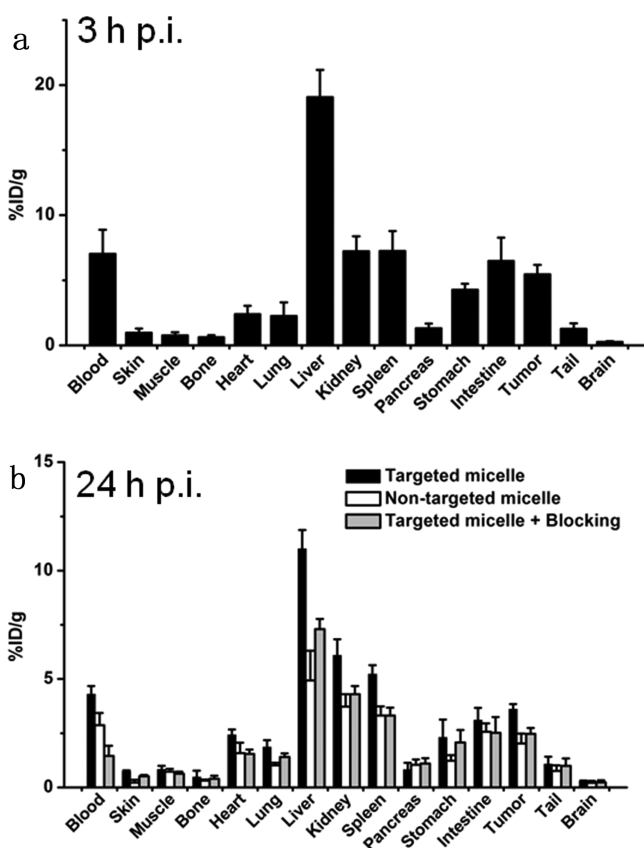 a
3 h p.i.
20
10
0
%ID/g
Blood
Skin
Muscle
Bone
Heart
Lung
Liver
Kidney
Spleen
Pancreas
Stomach
Intestine
Tumor
Tail
Brain
b
24 h p.i.
15
10
5
0
%ID/g
Targeted micelle
Non-targeted micelle
Targeted micelle + Blocking
Blood
Skin
Muscle
Bone
Heart
Lung
Liver
Kidney
Spleen
Pancreas
Stomach
Intestine
Tumor
Tail
Brain